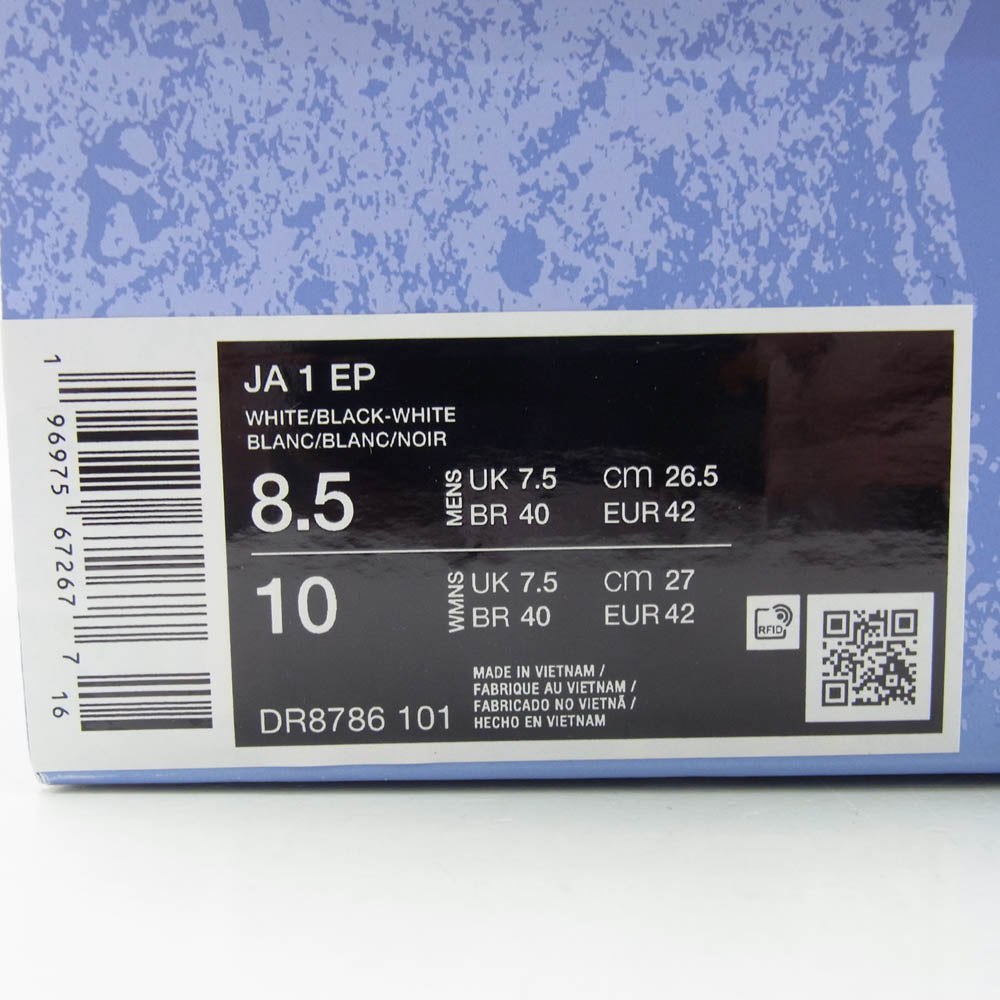 1 96975 67267 7 16
JA 1 EP
WHITE/BLACK-WHITE
BLANC/BLANC/NOIR
8.5 MENS UK 7.5 cm 26.5
BR 40 EUR 42
10 WMNS UK 7.5 cm 27
BR 40 EUR 42
RFID
MADE IN VIETNAM /
FABRIQUE AU VIETNAM /
FABRICADO NO VIETNÃ /
HECHO EN VIETNAM
DR8786 101